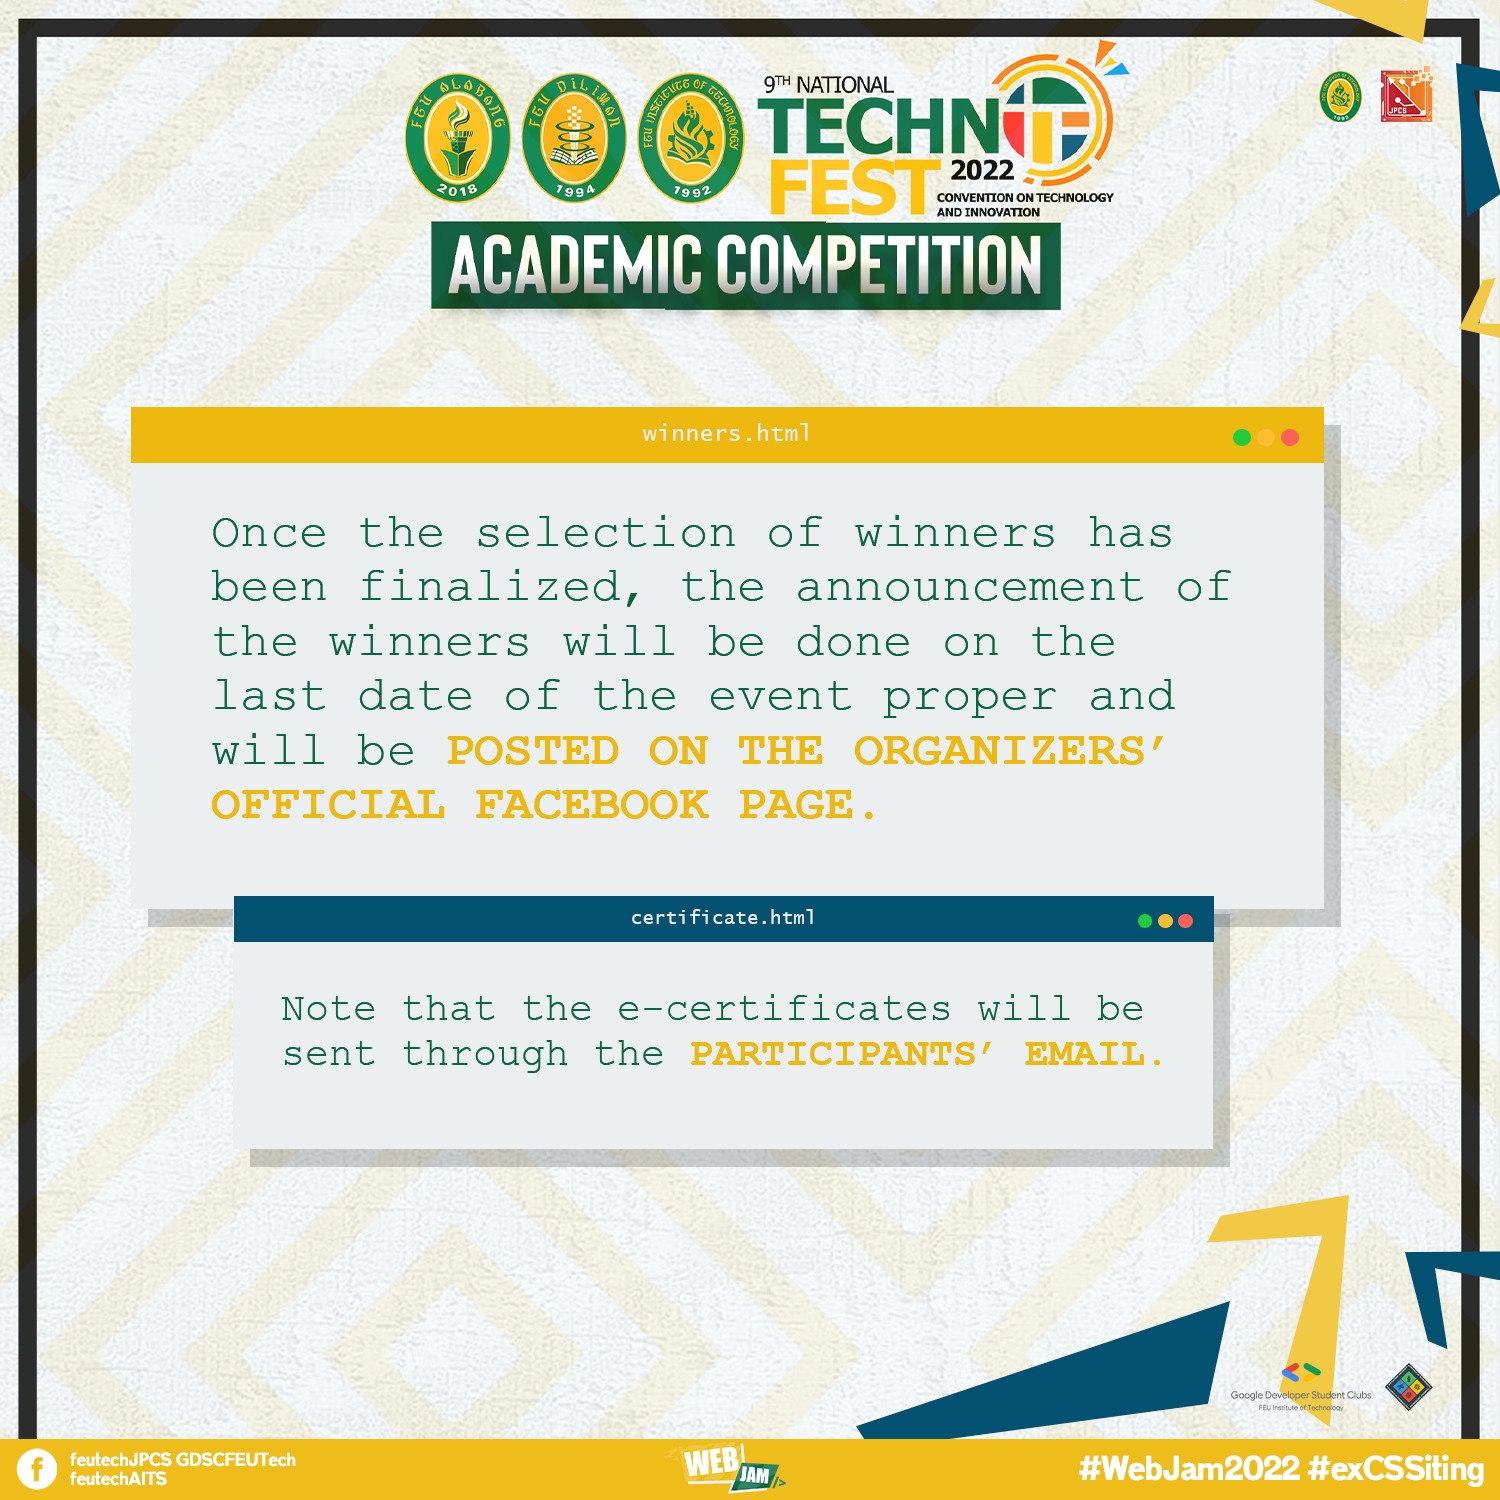 FEU ALABANG
2018
FEU DILIMAN
1994
FEU INSTITUTE OF TECHNOLOGY
1992
9TH NATIONAL
TECHN
FEST
2022
CONVENTION ON TECHNOLOGY
AND INNOVATION
JPCS
ACADEMIC COMPETITION
winners.html
Once the selection of winners has
been finalized, the announcement of
the winners will be done on the
last date of the event proper and
will be POSTED ON THE ORGANIZERS’
OFFICIAL FACEBOOK PAGE.
certificate.html
Note that the e-certificates will be
sent through the PARTICIPANTS’ EMAIL.
Google Developer Student Clubs
FEU Institute of Technology
feutechJPCS GDSCFEUTech
feutechAITS
WEB
JAM />
#WebJam2022 #exCSSiting